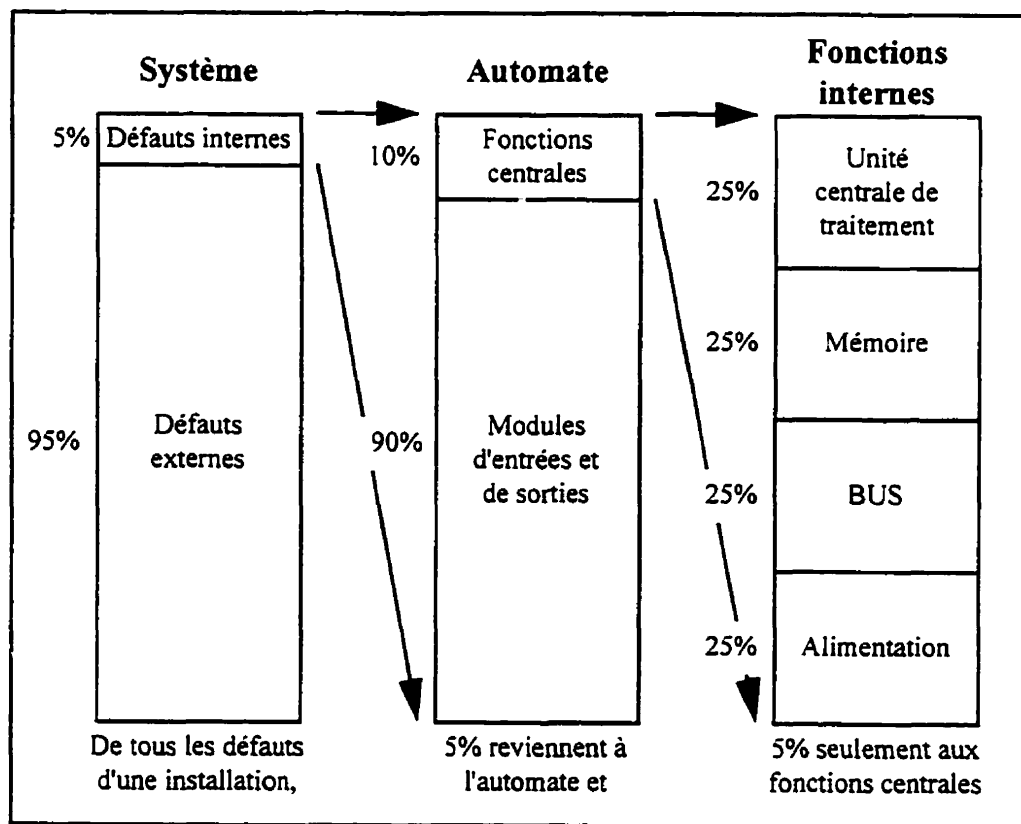 Système
5% Défauts internes
95%
Défauts
externes
De tous les défauts
d'une installation,
Automate
10%
Fonctions
centrales
90%
Modules
d'entrées et
de sorties
5% reviennent à
l'automate et
Fonctions
internes
25%
Unité
centrale de
traitement
25% Mémoire
25% BUS
25% Alimentation
5% seulement aux
fonctions centrales